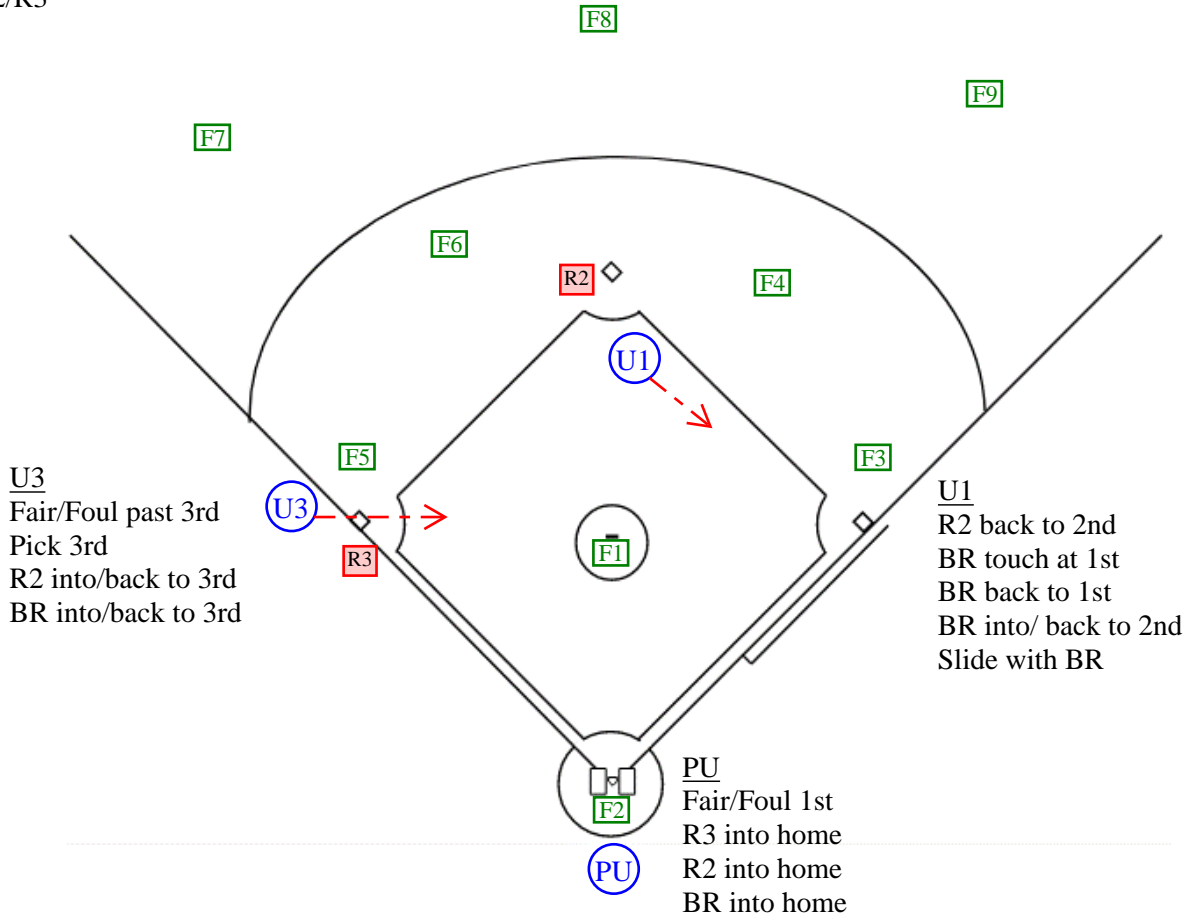 F8
F9
F7
F6
R2
F4
U1
F5
F3
U3
Fair/Foul past 3rd
Pick 3rd
R2 into/back to 3rd
BR into/back to 3rd
U3
R3
F1
U1
R2 back to 2nd
BR touch at 1st
BR back to 1st
BR into/ back to 2nd
Slide with BR
F2
PU
PU
Fair/Foul 1st
R3 into home
R2 into home
BR into home